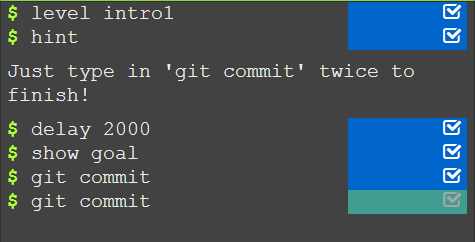 $ level intro1
$ hint
Just type in 'git commit' twice to
finish!
$ delay 2000
$ show goal
$ git commit
$ git commit